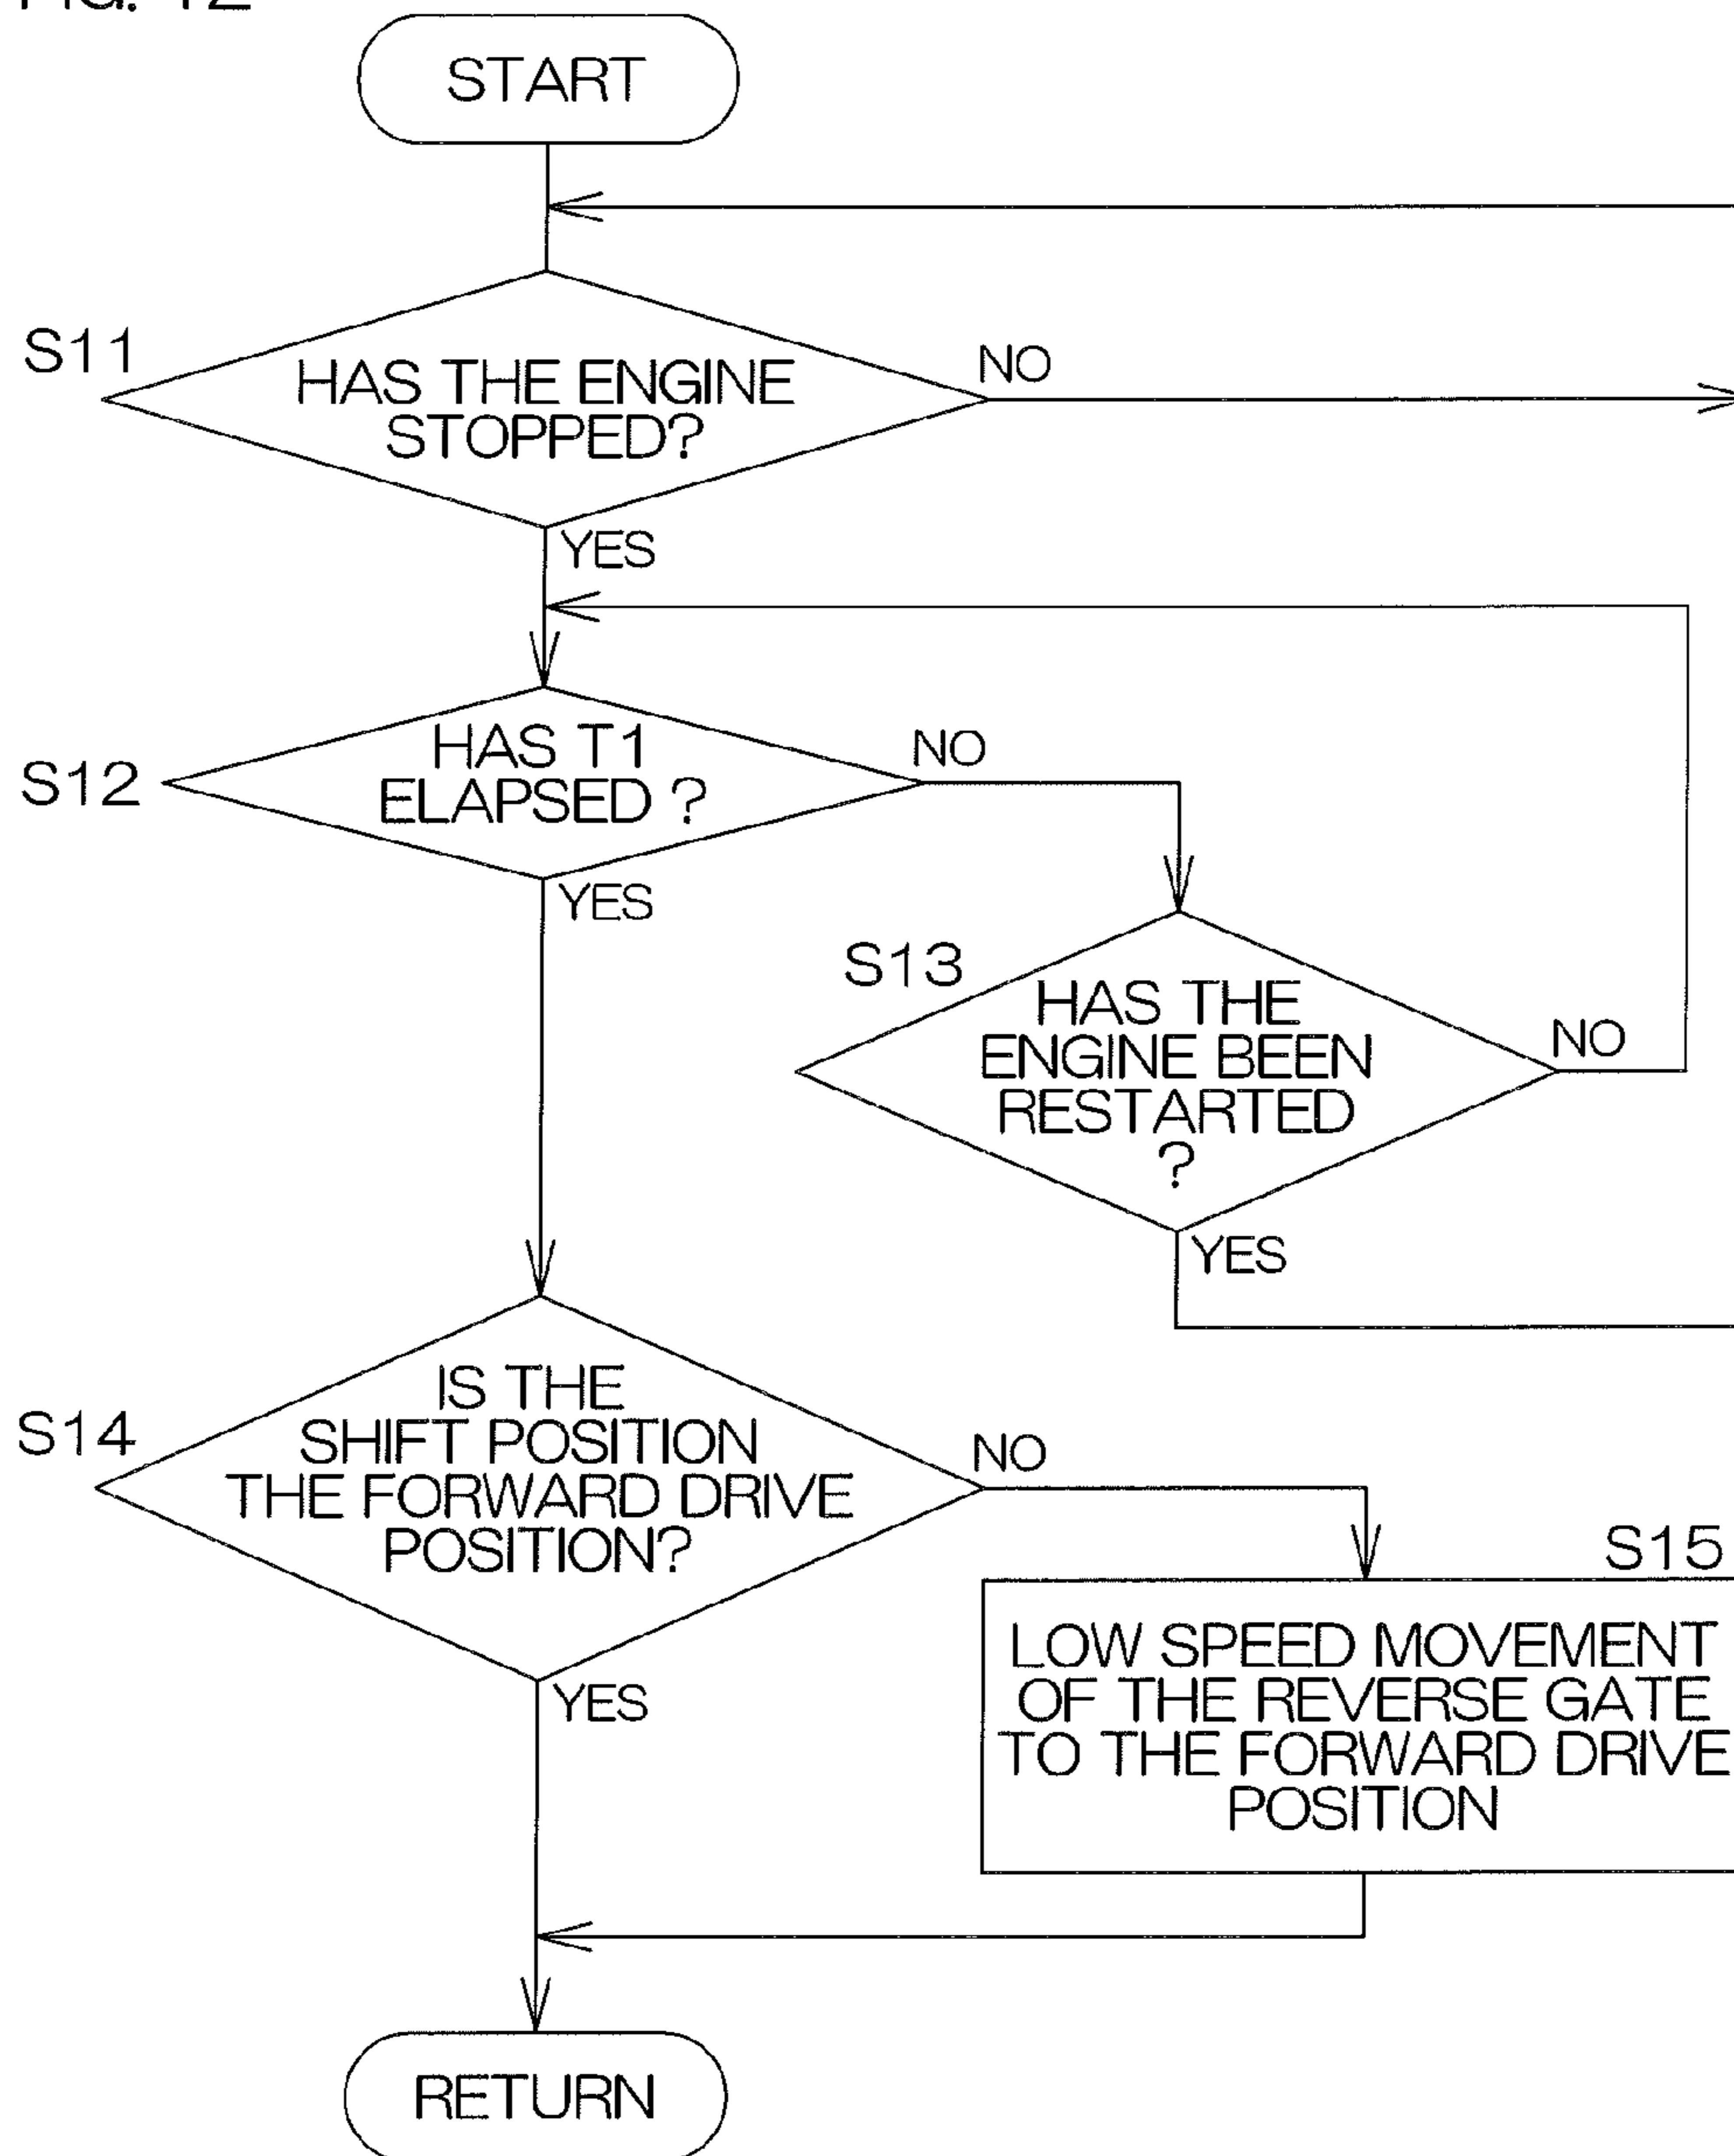 FIG. 12
START
S11
HAS THE ENGINE
STOPPED?
NO
YES
S12
HAS T1
ELAPSED ?
NO
YES
S13
HAS THE
ENGINE BEEN
RESTARTED
?
NO
YES
S14
IS THE
SHIFT POSITION
THE FORWARD DRIVE
POSITION?
NO
YES
S15
LOW SPEED MOVEMENT
OF THE REVERSE GATE
TO THE FORWARD DRIVE
POSITION
RETURN